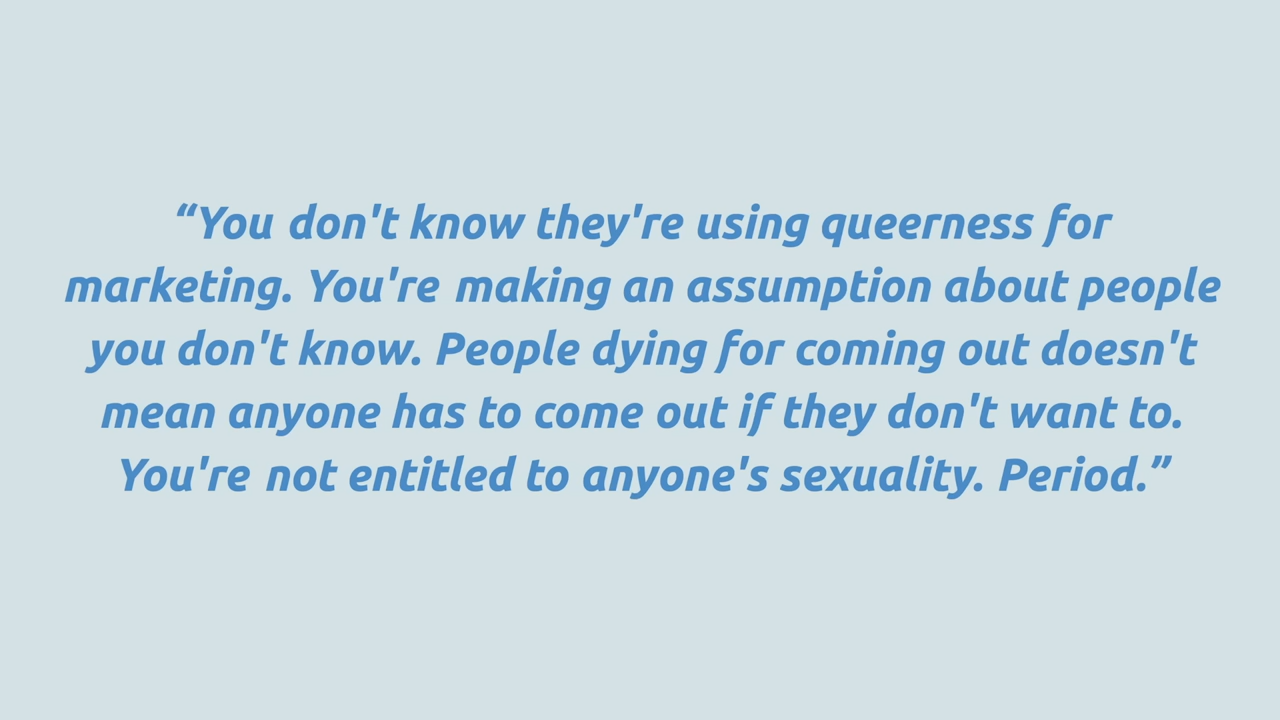 “You don't know they're using queerness for
marketing. You're making an assumption about people
you don't know. People dying for coming out doesn't
mean anyone has to come out if they don't want to.
You're not entitled to anyone's sexuality. Period.”